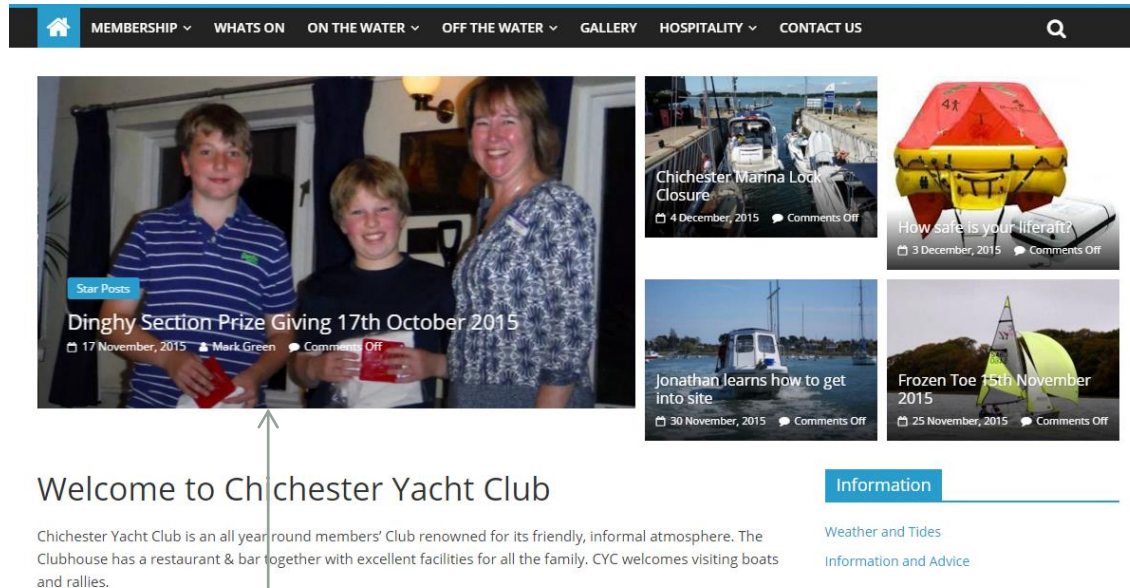 MEMBERSHIP WHATS ON ON THE WATER OFF THE WATER GALLERY HOSPITALITY CONTACT US
Star Posts
Dinghy Section Prize Giving 17th October 2015
17 November, 2015 Mark Green Comments Off
Chichester Marina Lock
Closure
4 December, 2015 Comments Off
How safe is your liferaft?
3 December, 2015 Comments Off
Jonathan learns how to get
into site
30 November, 2015 Comments Off
Frozen Toe 15th November
2015
25 November, 2015 Comments Off
Welcome to Chichester Yacht Club
Chichester Yacht Club is an all year round members' Club renowned for its friendly, informal atmosphere. The
Clubhouse has a restaurant & bar together with excellent facilities for all the family. CYC welcomes visiting boats
and rallies.
Information
Weather and Tides
Information and Advice